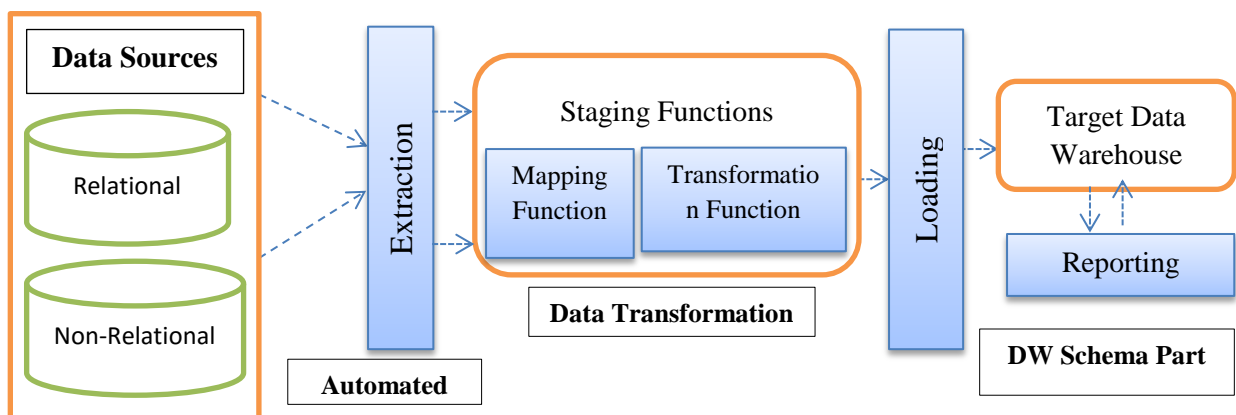 Data Sources
Relational
Non-Relational
Extraction
Automated
Staging Functions
Mapping
Function
Transformatio
n Function
Data Transformation
Loading
Target Data
Warehouse
Reporting
DW Schema Part